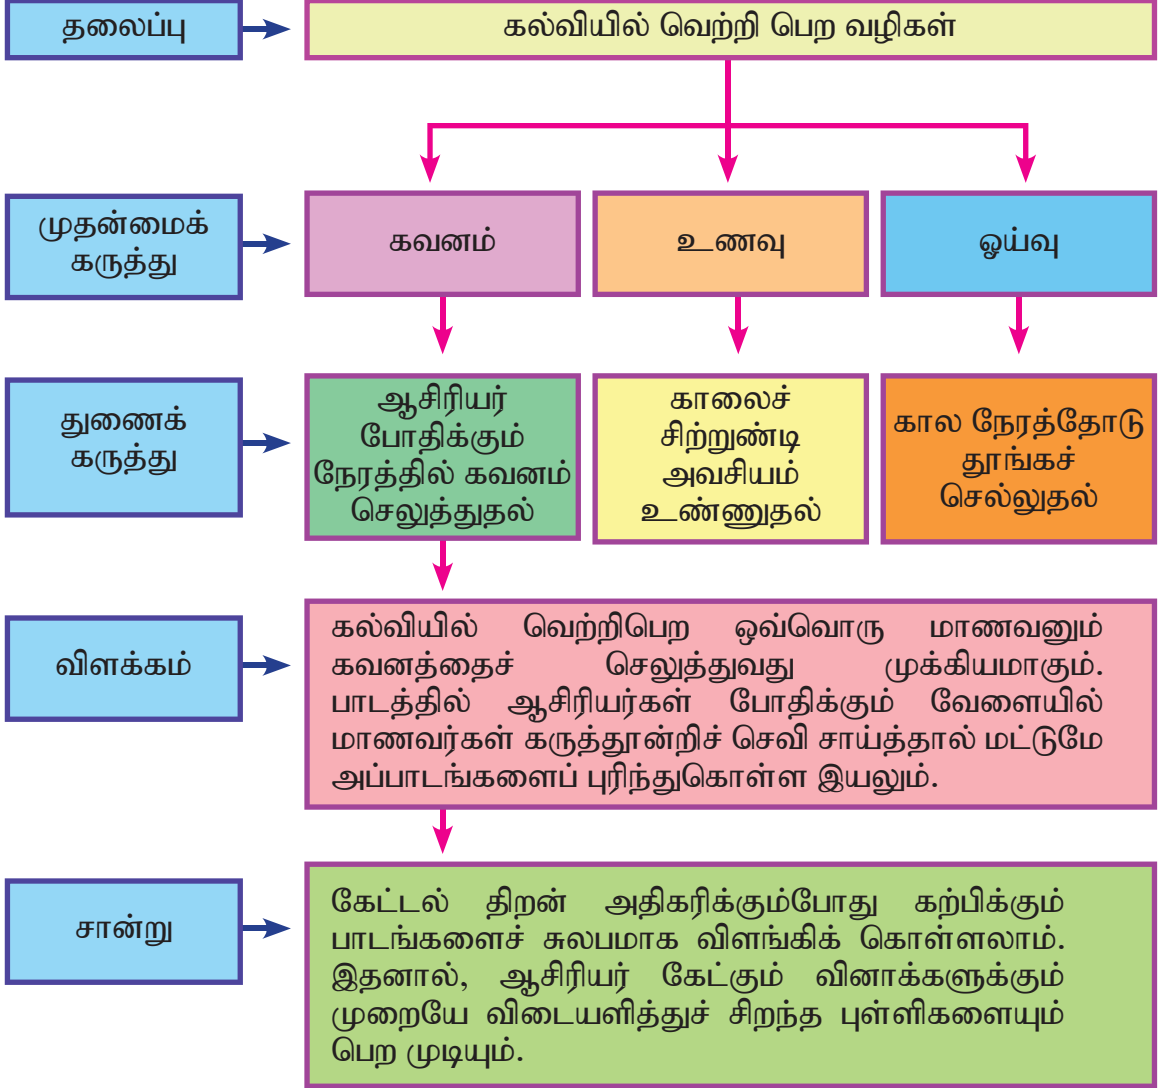 தலைப்பு
கல்வியில் வெற்றி பெற வழிகள்
முதன்மைக்
கருத்து
கவனம்
உணவு
ஓய்வு
துணைக்
கருத்து
ஆசிரியர்
போதிக்கும்
நேரத்தில் கவனம்
செலுத்துதல்
காலைச்
சிற்றுண்டி
அவசியம்
உண்ணுதல்
கால நேரத்தோடு
தூங்கச்
செல்லுதல்
விளக்கம்
கல்வியில் வெற்றிபெற ஒவ்வொரு மாணவனும்
கவனத்தைச் செலுத்துவது முக்கியமாகும்.
பாடத்தில் ஆசிரியர்கள் போதிக்கும் வேளையில்
மாணவர்கள் கருத்தூன்றிச் செவி சாய்த்தால் மட்டுமே
அப்பாடங்களைப் புரிந்துகொள்ள இயலும்.
சான்று
கேட்டல் திறன் அதிகரிக்கும்போது கற்பிக்கும்
பாடங்களைச் சுலபமாக விளங்கிக் கொள்ளலாம்.
இதனால், ஆசிரியர் கேட்கும் வினாக்களுக்கும்
முறையே விடையளித்துச் சிறந்த புள்ளிகளையும்
பெற முடியும்.